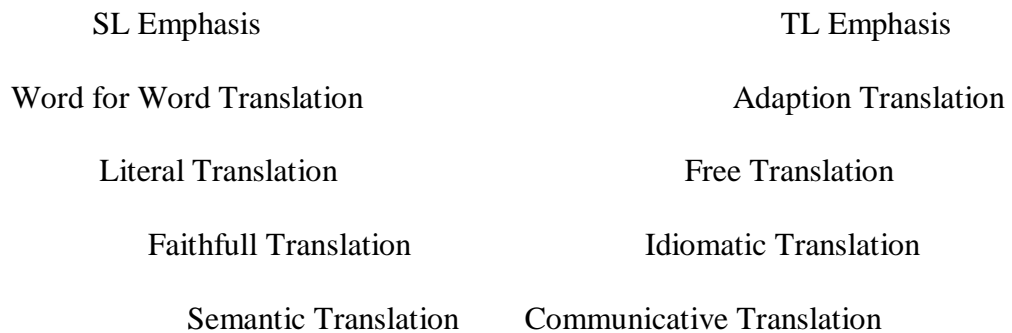 SL Emphasis TL Emphasis
Word for Word Translation Adaption Translation
Literal Translation Free Translation
Faithfull Translation Idiomatic Translation
Semantic Translation Communicative Translation